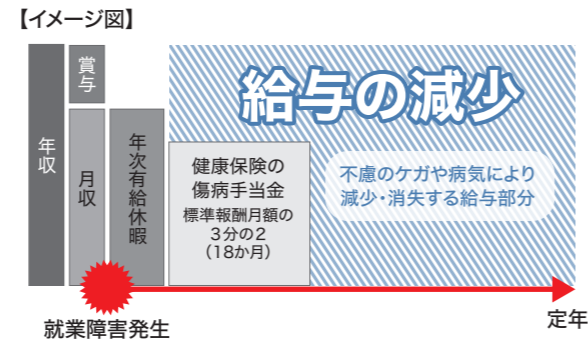 【イメージ図】
年収
賞与
月収
年次有給休暇
健康保険の
傷病手当金
標準報酬月額の
3分の2
（18か月）
給与の減少
不慮のケガや病気により
減少・消失する給与部分
就業障害発生
定年